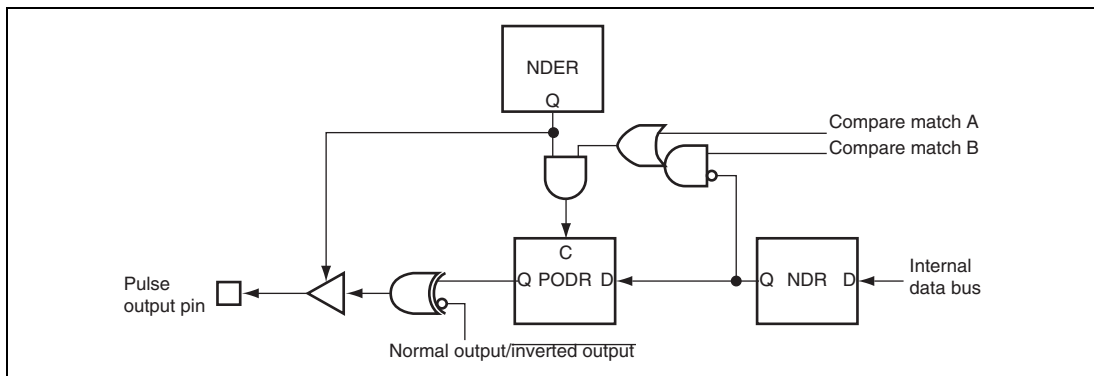 NDER
Q
Compare match A
Compare match B
C
Q PODR D
Q NDR D
Internal
data bus
Pulse
output pin
Normal output/inverted output